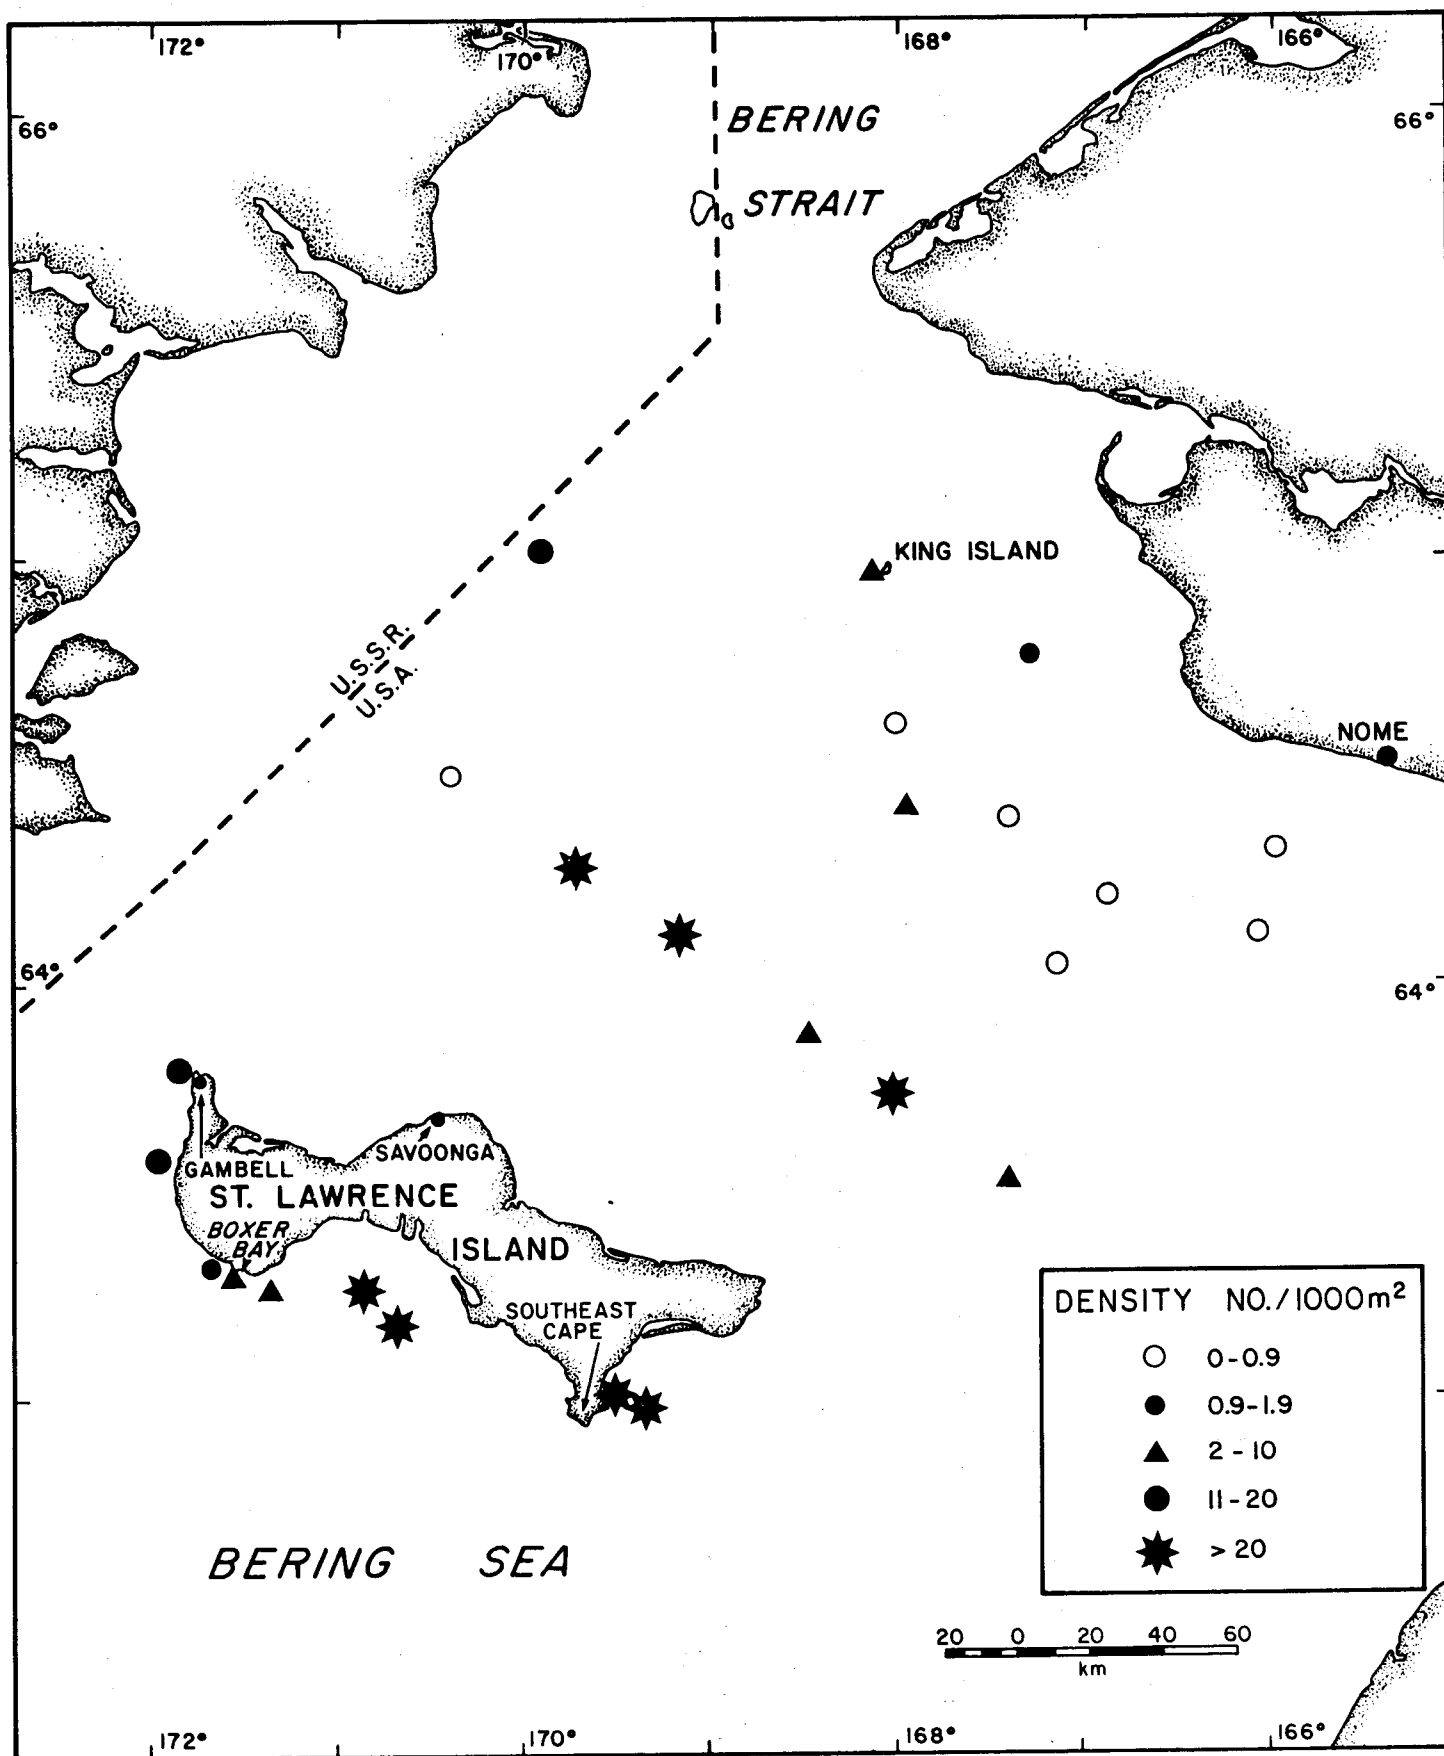 172°
170°
168°
166°
66°
66°
BERING
STRAIT
KING ISLAND
U.S.S.R.
U.S.A.
NOME
64°
64°
GAMBELL
SAVOONGA
ST. LAWRENCE
ISLAND
BOXER
BAY
SOUTHEAST
CAPE
DENSITY NO./1000m²
0-0.9
0.9-1.9
2-10
11-20
>20
BERING SEA
20 0 20 40 60
km
172°
170°
168°
166°